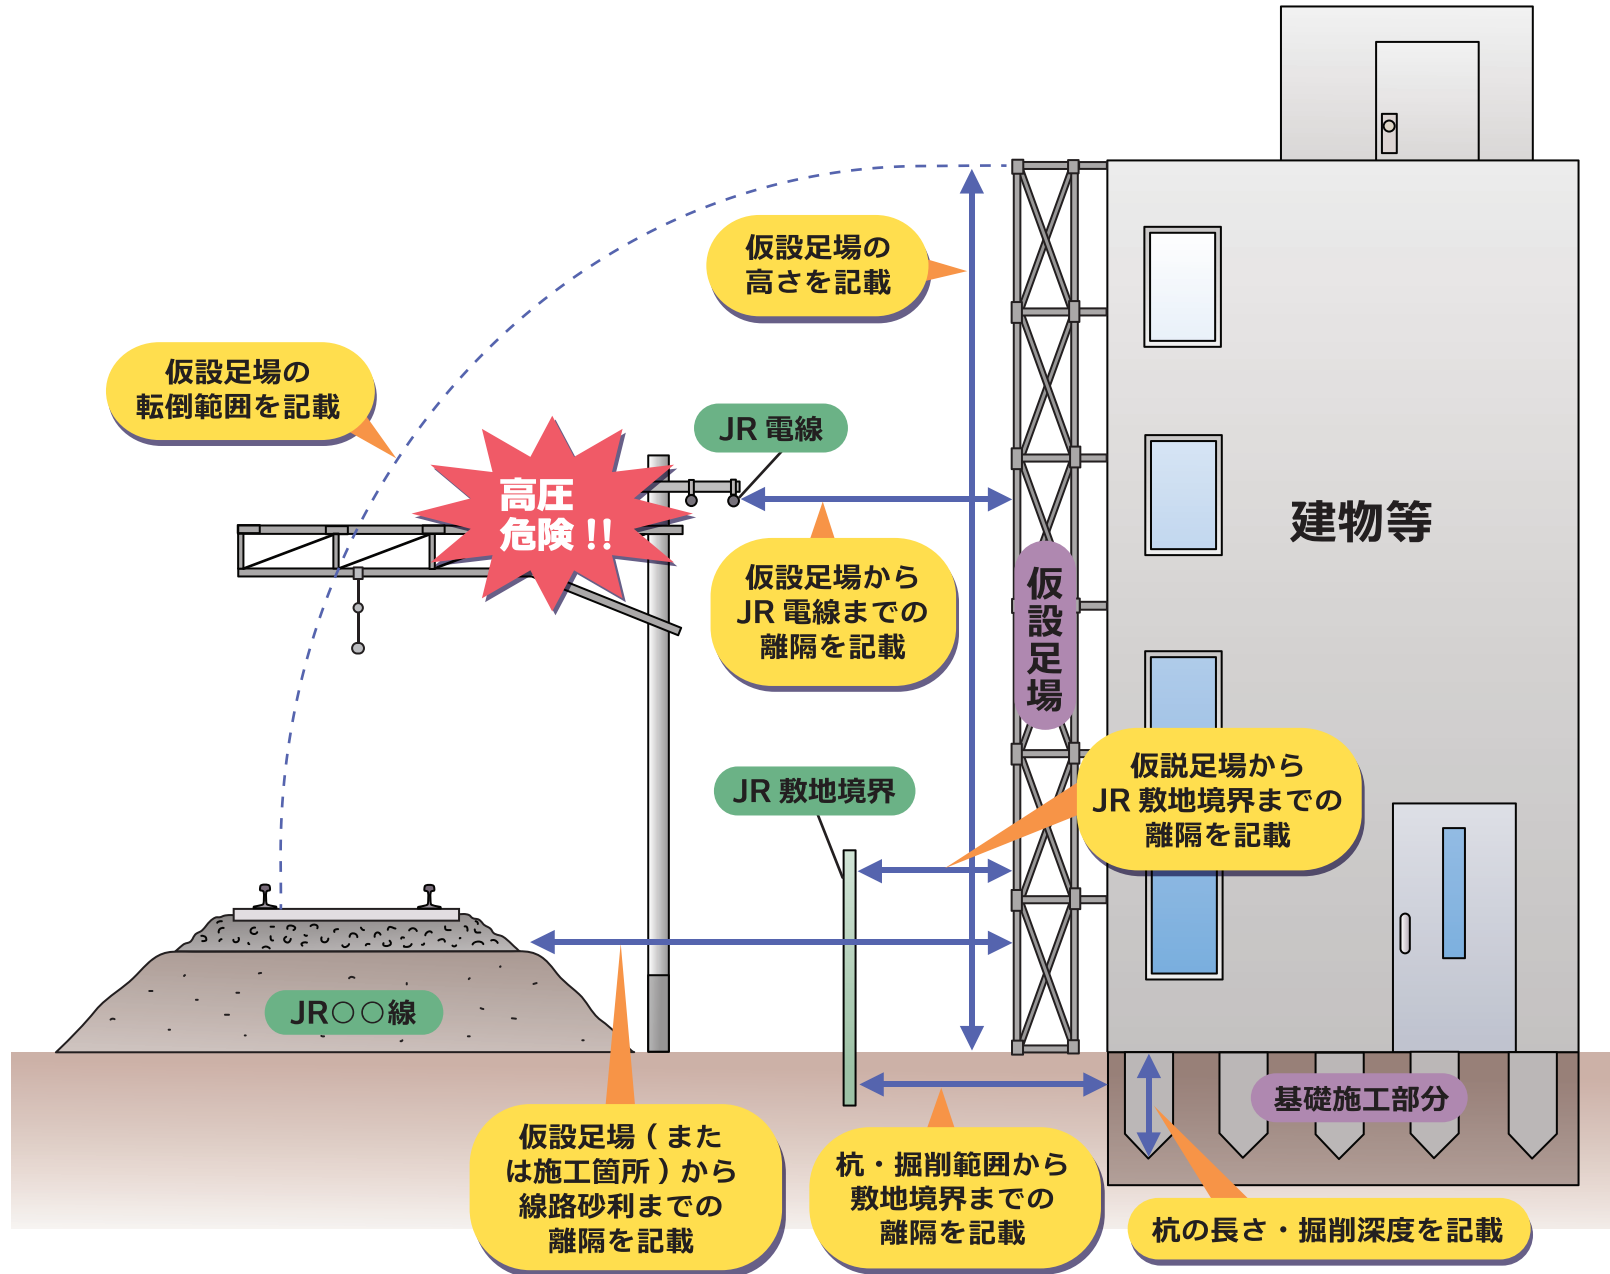 仮設足場の
高さを記載
仮設足場の
転倒範囲を記載
JR 電線
高圧
危険!!
建物等
仮設足場から
JR 電線までの
離隔を記載
仮設足場
JR 敷地境界
仮説足場から
JR 敷地境界までの
離隔を記載
JR○○線
基礎施工部分
仮設足場(また
は施工箇所)から
線路砂利までの
離隔を記載
杭・掘削範囲から
敷地境界までの
離隔を記載
杭の長さ・掘削深度を記載